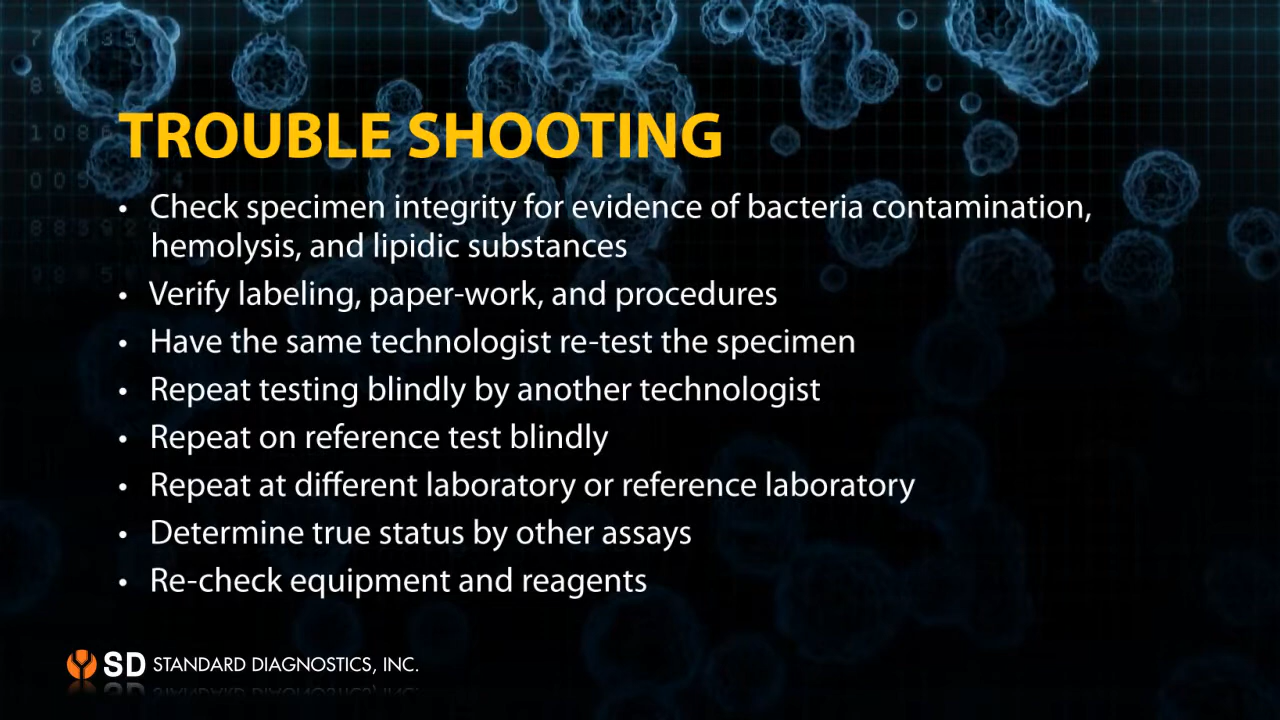 TROUBLE SHOOTING
• Check specimen integrity for evidence of bacteria contamination,
hemolysis, and lipidic substances
• Verify labeling, paper-work, and procedures
• Have the same technologist re-test the specimen
• Repeat testing blindly by another technologist
• Repeat on reference test blindly
• Repeat at different laboratory or reference laboratory
• Determine true status by other assays
• Re-check equipment and reagents
SD STANDARD DIAGNOSTICS, INC.